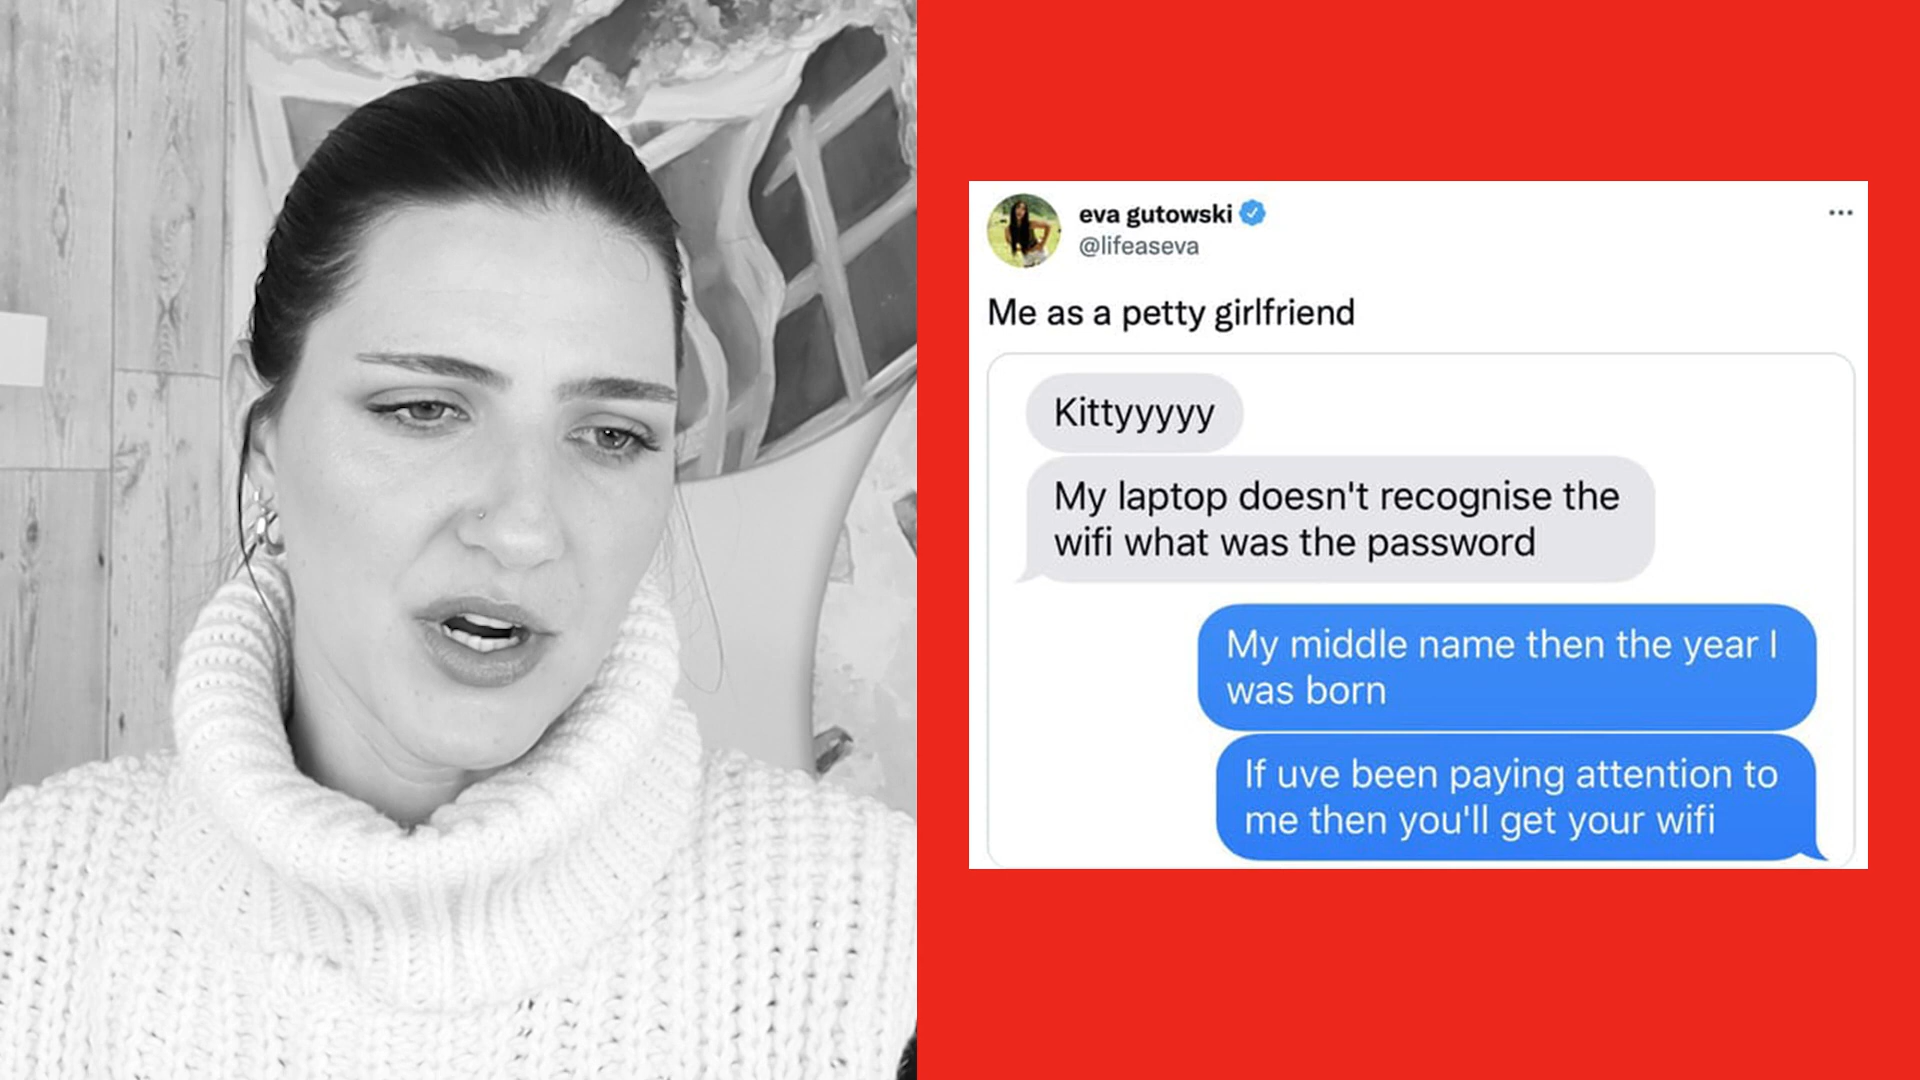 eva gutowski
@lifeaseva
Me as a petty girlfriend
Kittyyyyy
My laptop doesn't recognise the
wifi what was the password
My middle name then the year I
was born
If uve been paying attention to
me then you'll get your wifi